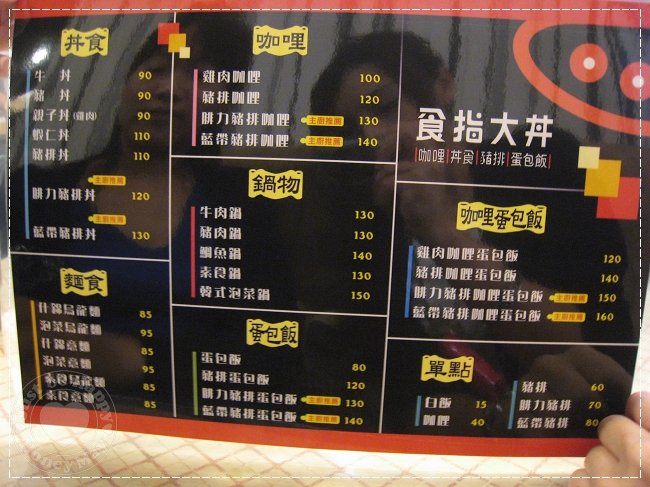 丼食
牛丼 90
豬丼 90
親子丼(雞肉) 90
蝦仁丼 110
豬排丼 110
主廚推薦
腓力豬排丼 120
主廚推薦
藍帶豬排丼 130
麵食
什錦烏龍麵 85
泡菜烏龍麵 95
什錦意麵 85
泡菜意麵 95
素食烏龍麵 85
素食意麵 85
咖哩
雞肉咖哩 100
豬排咖哩 120
腓力豬排咖哩 主廚推薦 130
藍帶豬排咖哩 主廚推薦 140
鍋物
牛肉鍋 130
豬肉鍋 130
鯛魚鍋 140
素食鍋 130
韓式泡菜鍋 150
蛋包飯
蛋包飯 80
豬排蛋包飯 120
腓力豬排蛋包飯 主廚推薦 130
藍帶豬排蛋包飯 主廚推薦 140
食指大丼
|咖哩|丼食|豬排|蛋包飯|
咖哩蛋包飯
雞肉咖哩蛋包飯 120
豬排咖哩蛋包飯 140
腓力豬排咖哩蛋包飯 主廚推薦 150
藍帶豬排咖哩蛋包飯 主廚推薦 160
單點
白飯 15
咖哩 40
豬排 60
腓力豬排 70
藍帶豬排 80